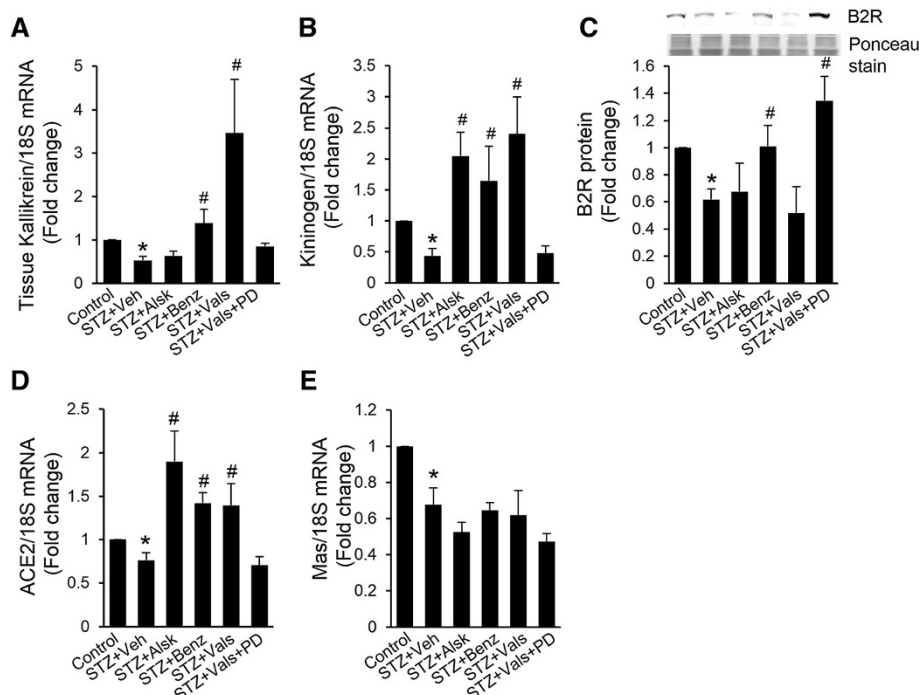 A
Tissue Kallikrein/18S mRNA
(Fold change)
5
4
3
2
1
0
*
#
#
Control
STZ+Veh
STZ+Alsk
STZ+Benz
STZ+Vals
STZ+Vals+PD
B
Kininogen/18S mRNA
(Fold change)
3.5
3
2.5
2
1.5
1
0.5
0
*
#
#
#
Control
STZ+Veh
STZ+Alsk
STZ+Benz
STZ+Vals
STZ+Vals+PD
C
B2R
Ponceau
stain
B2R protein
(Fold change)
1.6
1.4
1.2
1
0.8
0.6
0.4
0.2
0
*
#
#
Control
STZ+Veh
STZ+Alsk
STZ+Benz
STZ+Vals
STZ+Vals+PD
D
ACE2/18S mRNA
(Fold change)
2.5
2
1.5
1
0.5
0
*
#
#
#
Control
STZ+Veh
STZ+Alsk
STZ+Benz
STZ+Vals
STZ+Vals+PD
E
Mas/18S mRNA
(Fold change)
1.2
1
0.8
0.6
0.4
0.2
0
*
Control
STZ+Veh
STZ+Alsk
STZ+Benz
STZ+Vals
STZ+Vals+PD